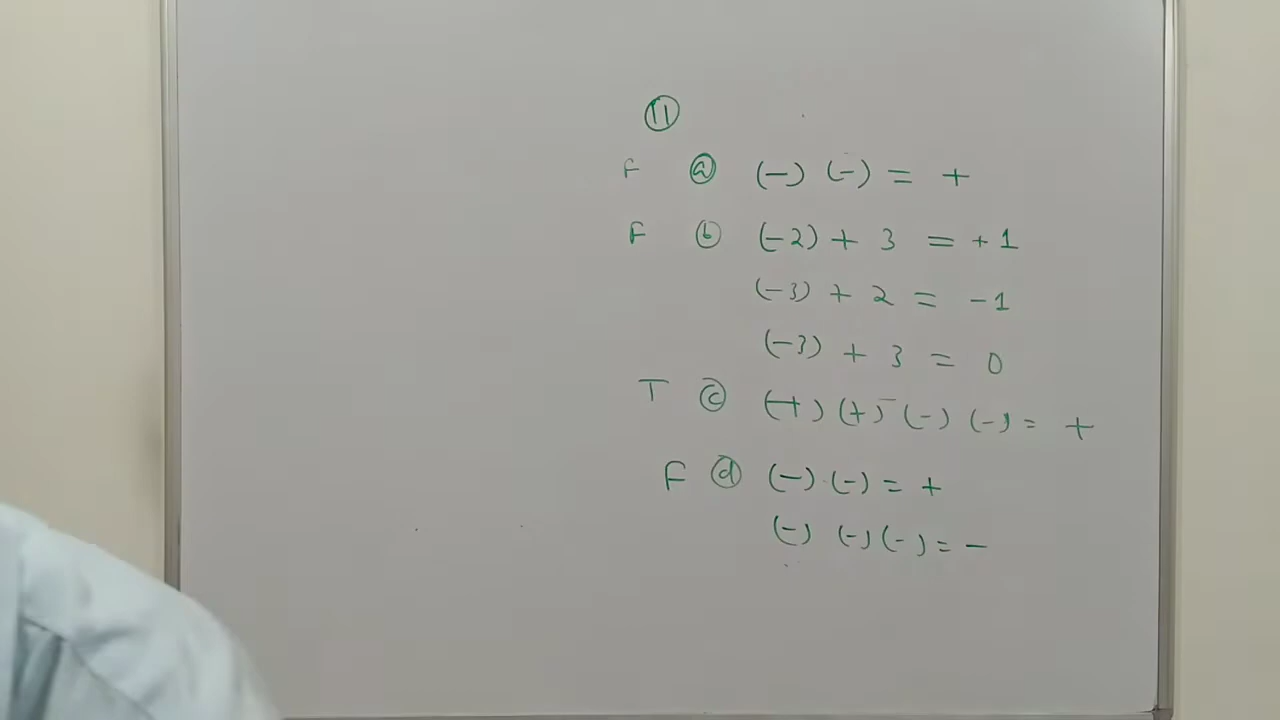 11
F a (-) (-) = +
F b (-2) + 3 = +1
(-3) + 2 = -1
(-3) + 3 = 0
T c (+) (+) (-) (-) = +
F d (-) (-) = +
(-) (-) (-) = -